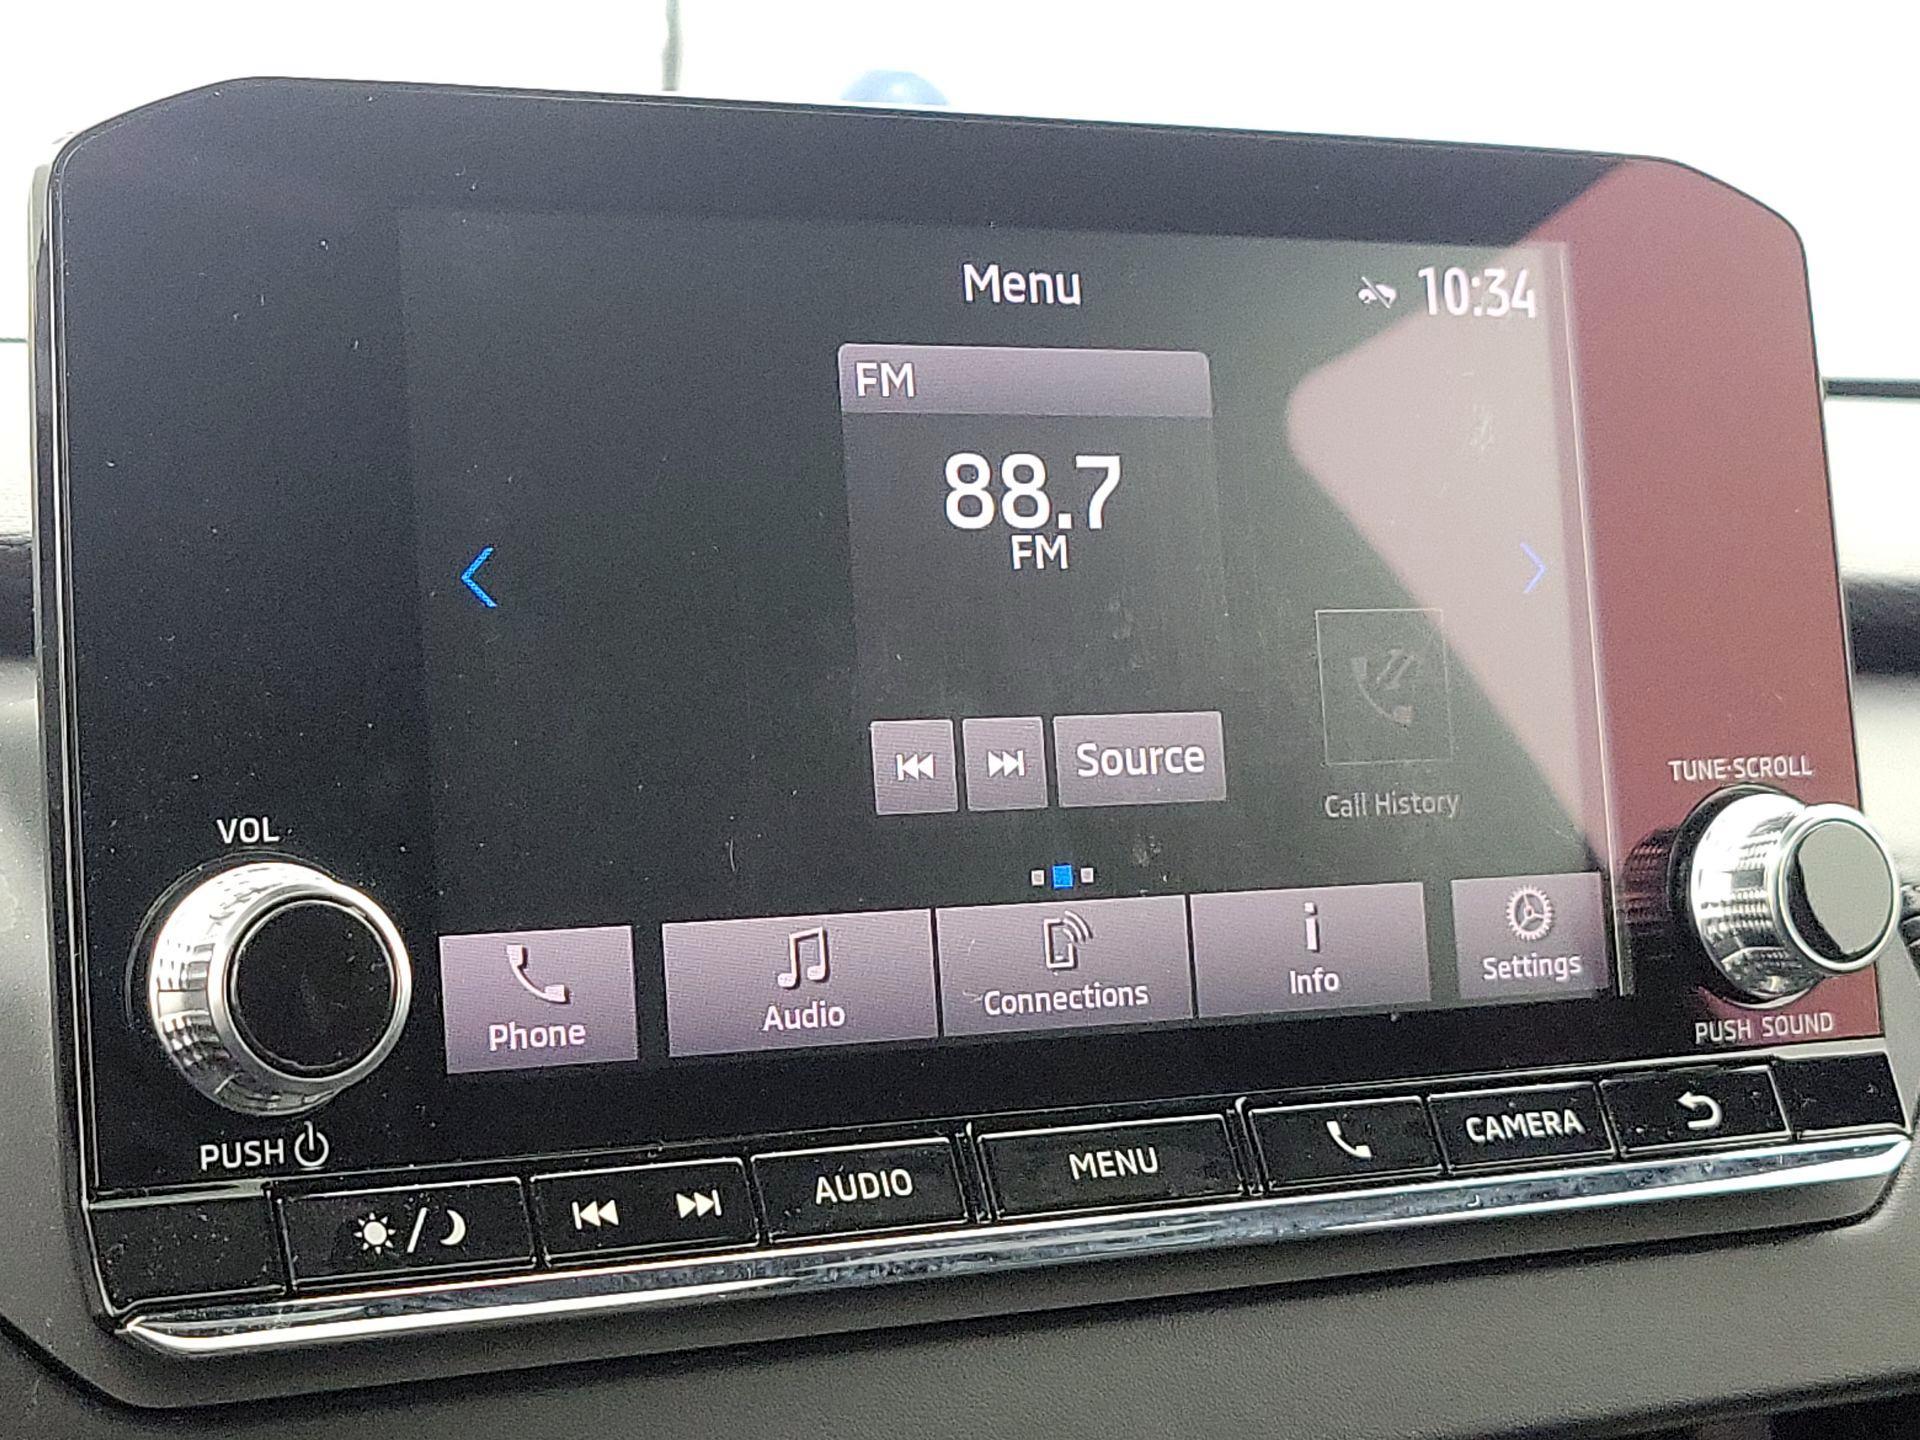 Menu
10:34
FM
88.7
FM
Source
Call History
TUNE·SCROLL
VOL
Phone
Audio
Connections
Info
Settings
PUSH SOUND
PUSH
AUDIO
MENU
CAMERA